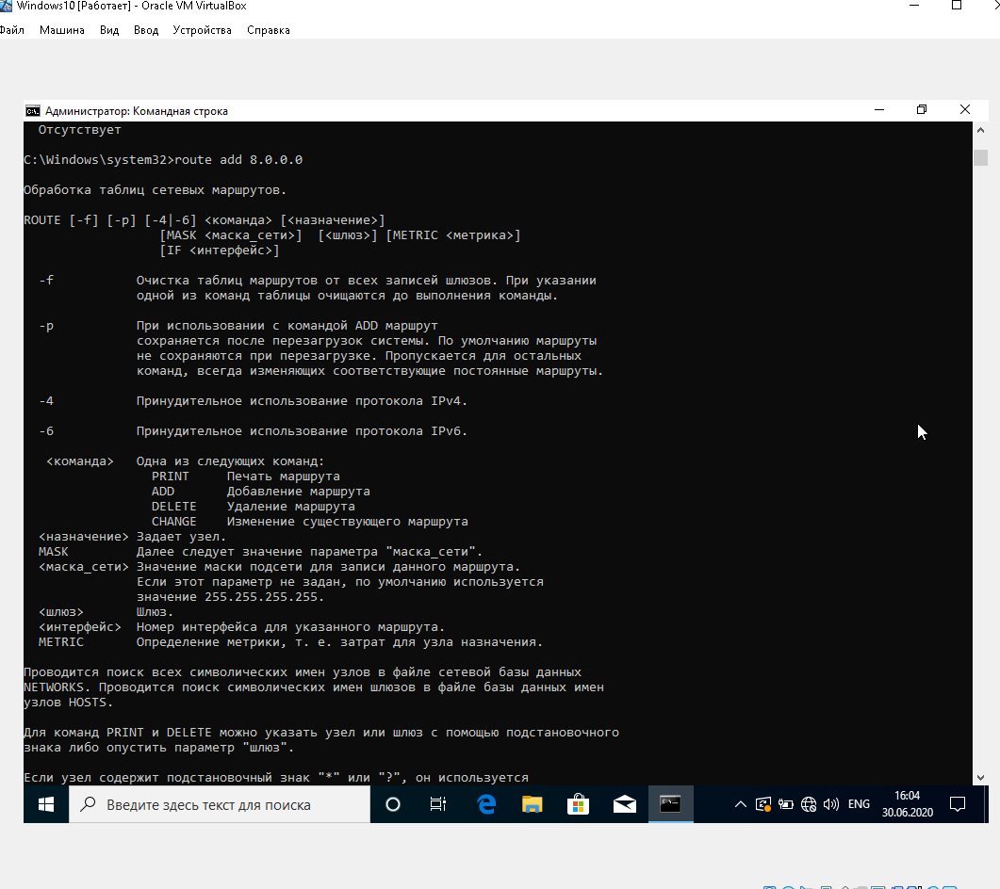 Windows10 [Работает] - Oracle VM VirtualBox
Файл Машина Вид Ввод Устройства Справка
Администратор: Командная строка
Отсутствует
C:\Windows\system32>route add 8.0.0.0
Обработка таблиц сетевых маршрутов.
ROUTE [-f] [-p] [-4|-6] <команда> [<назначение>]
[MASK <маска_сети>] [<шлюз>] [METRIC <метрика>]
[IF <интерфейс>]
-f Очистка таблиц маршрутов от всех записей шлюзов. При указании
одной из команд таблицы очищаются до выполнения команды.
-p При использовании с командой ADD маршрут
сохраняется после перезагрузок системы. По умолчанию маршруты
не сохраняются при перезагрузке. Пропускается для остальных
команд, всегда изменяющих соответствующие постоянные маршруты.
-4 Принудительное использование протокола IPv4.
-6 Принудительное использование протокола IPv6.
<команда> Одна из следующих команд:
PRINT Печать маршрута
ADD Добавление маршрута
DELETE Удаление маршрута
CHANGE Изменение существующего маршрута
<назначение> Задает узел.
MASK Далее следует значение параметра "маска_сети".
<маска_сети> Значение маски подсети для записи данного маршрута.
Если этот параметр не задан, по умолчанию используется
значение 255.255.255.255.
<шлюз> Шлюз.
<интерфейс> Номер интерфейса для указанного маршрута.
METRIC Определение метрики, т. е. затрат для узла назначения.
Проводится поиск всех символических имен узлов в файле сетевой базы данных
NETWORKS. Проводится поиск символических имен шлюзов в файле базы данных имен
узлов HOSTS.
Для команд PRINT и DELETE можно указать узел или шлюз с помощью подстановочного
знака либо опустить параметр "шлюз".
Если узел содержит подстановочный знак "*" или "?", он используется
Введите здесь текст для поиска
ENG
16:04
30.06.2020